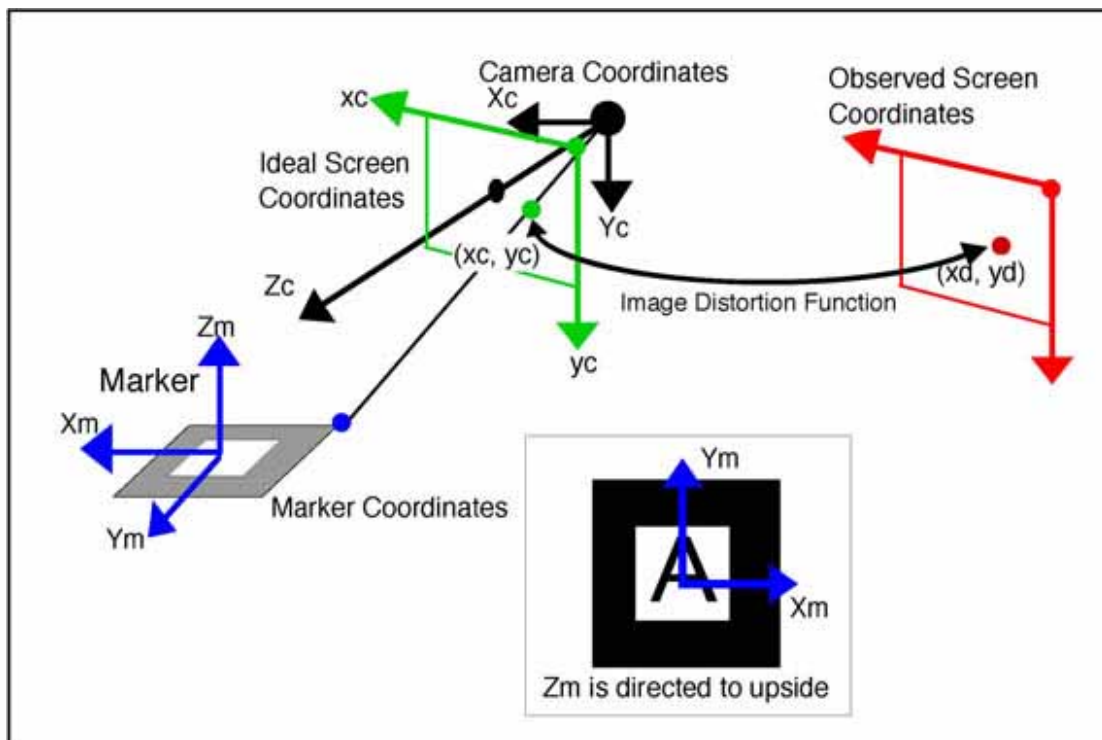 Camera Coordinates
Observed Screen
Coordinates
xc
Xc
Ideal Screen
Coordinates
Yc
(xc, yc)
(xd, yd)
Zc
Image Distortion Function
Zm
yc
Marker
Xm
Ym
Marker Coordinates
Ym
A
Xm
Zm is directed to upside